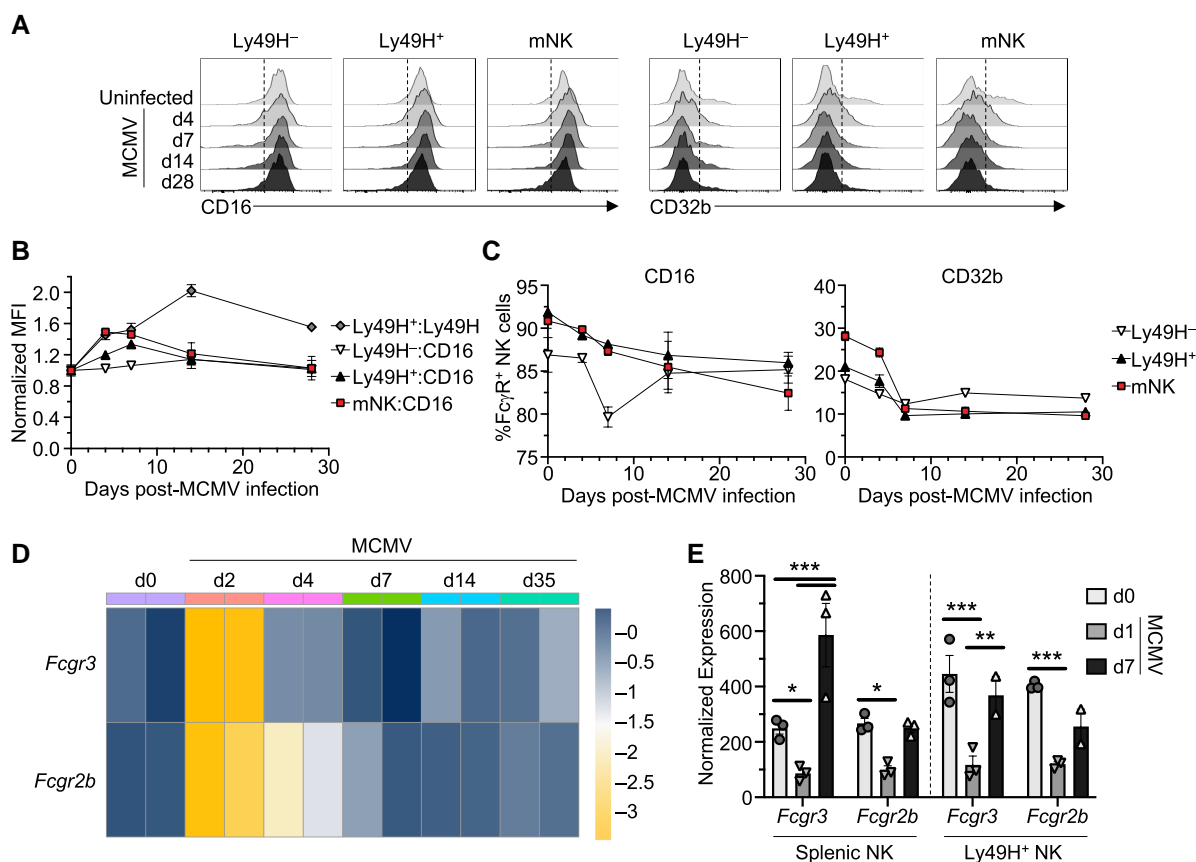 A
Ly49H⁻ Ly49H⁺ mNK Ly49H⁻ Ly49H⁺ mNK
Uninfected
d4
d7
d14
d28
MCMV
CD16 CD32b
B
Normalized MFI
2.0
1.6
1.2
0.8
0.4
0.0
0 10 20 30
Days post-MCMV infection
Ly49H⁺:Ly49H
Ly49H⁻:CD16
Ly49H⁺:CD16
mNK:CD16
C
CD16
%FcγR⁺ NK cells
95
90
85
80
75
0 10 20 30
Days post-MCMV infection
CD32b
40
30
20
10
0
0 10 20 30
Days post-MCMV infection
Ly49H⁻
Ly49H⁺
mNK
D
MCMV
d0 d2 d4 d7 d14 d35
Fcgr3
Fcgr2b
–0
–0.5
–1
–1.5
–2
–2.5
–3
E
Normalized Expression
800
600
400
200
0
*** * * *** ** ***
Fcgr3 Fcgr2b Fcgr3 Fcgr2b
Splenic NK Ly49H⁺ NK
d0
d1
d7
MCMV